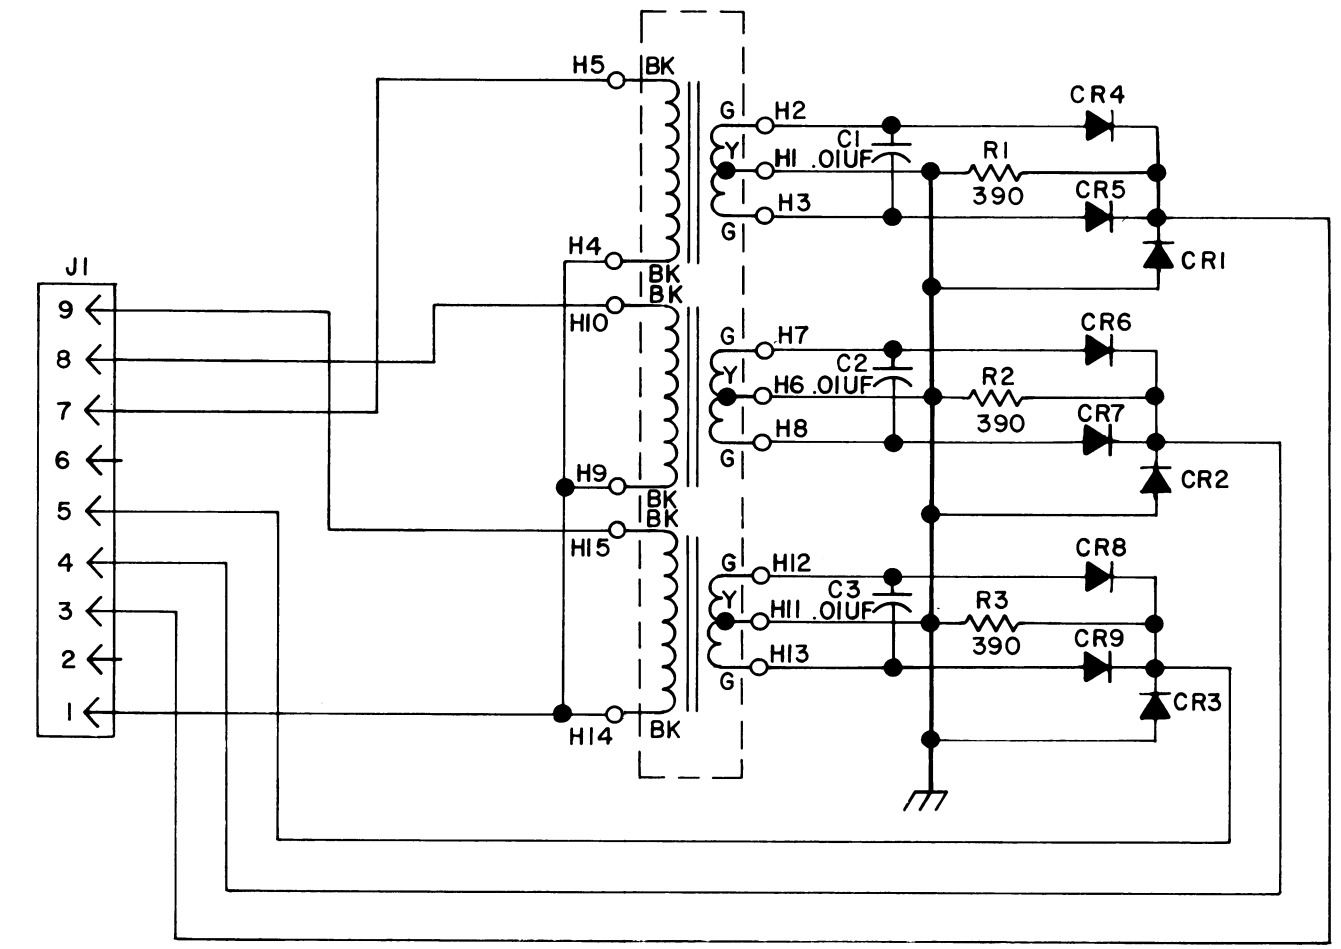 H5
BK
G
H2
CR4
C1
.01UF
Y
H1
R1
390
H3
G
CR5
H4
BK
CR1
J1
9
8
7
6
5
4
3
2
1
BK
H10
G
H7
CR6
C2
.01UF
Y
H6
R2
390
H8
G
CR7
H9
BK
CR2
BK
H15
G
H12
CR8
C3
.01UF
Y
H11
R3
390
H13
G
CR9
CR3
H14
BK